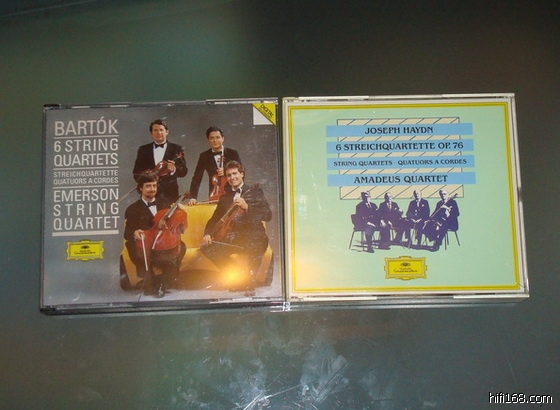 BARTÓK
6 STRING
QUARTETS
STREICHQUARTETTE
QUATUORS A CORDES
EMERSON
STRING
QUARTET
JOSEPH HAYDN
6 STREICHQUARTETTE OP. 76
STRING QUARTETS · QUATUORS A CORDES
AMADEUS QUARTET
hifi168.com